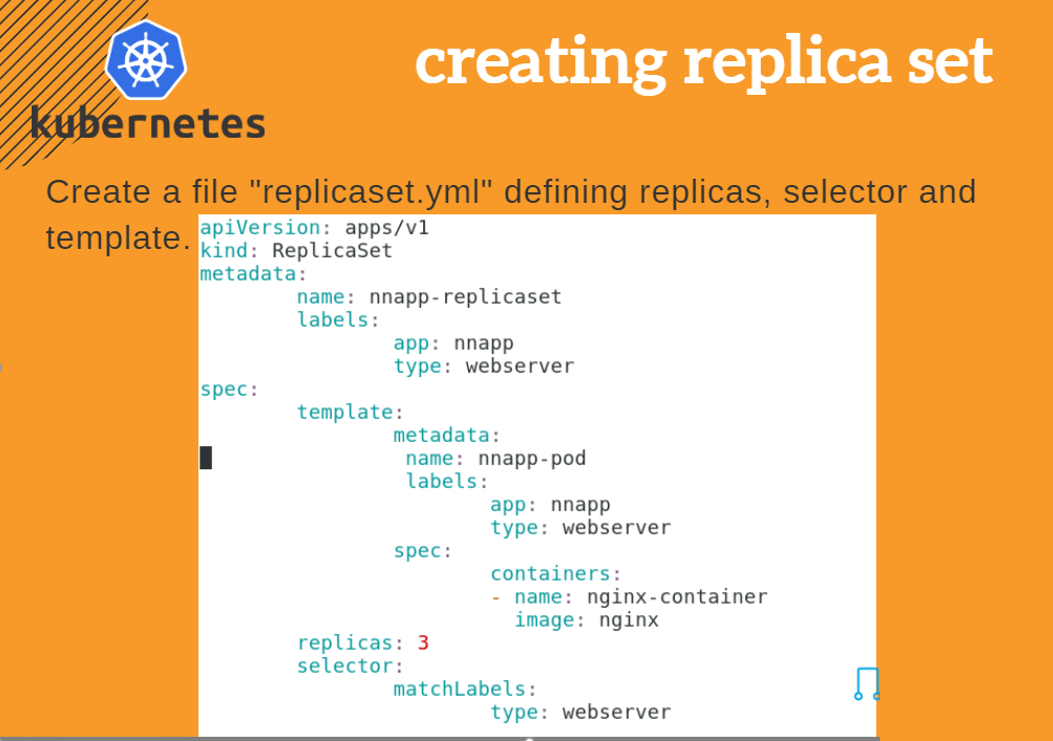 creating replica set
kubernetes
Create a file "replicaset.yml" defining replicas, selector and
template.
apiVersion: apps/v1
kind: ReplicaSet
metadata:
        name: nnapp-replicaset
        labels:
                app: nnapp
                type: webserver
spec:
        template:
                metadata:
                 name: nnapp-pod
                 labels:
                        app: nnapp
                        type: webserver
                spec:
                        containers:
                        - name: nginx-container
                          image: nginx
        replicas: 3
        selector:
                matchLabels:
                        type: webserver